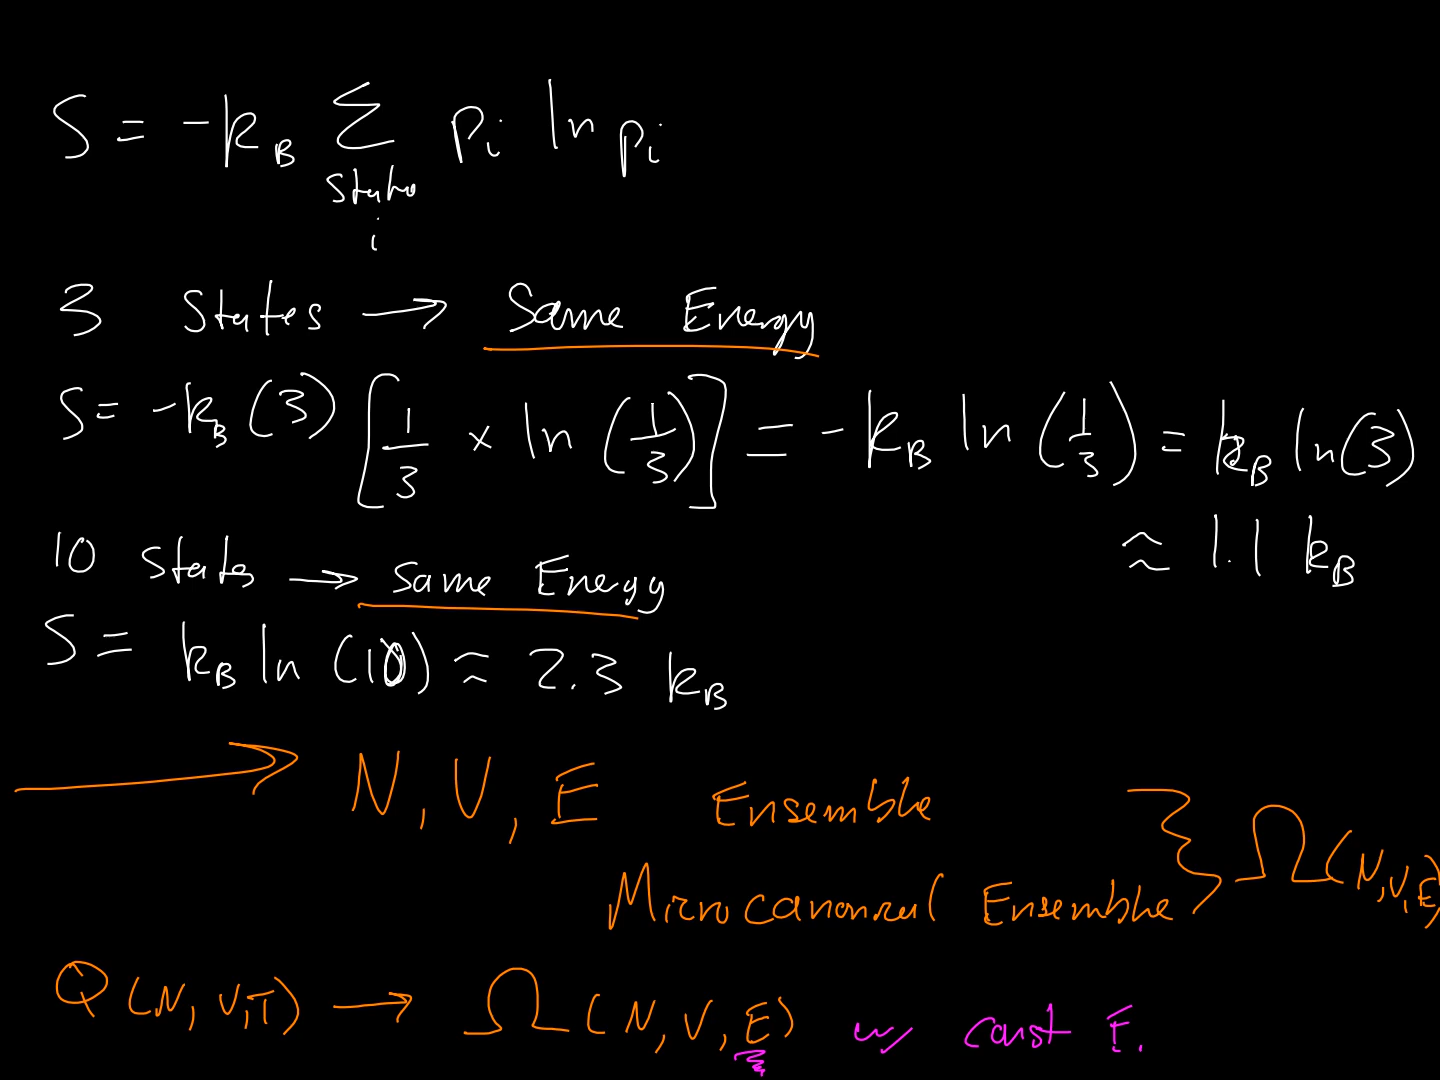 S = -k_B Σ p_i ln p_i
states
i
3 States → Same Energy
S = -k_B (3) [1/3 × ln (1/3)] = -k_B ln (1/3) = k_B ln(3)
≈ 1.1 k_B
10 states → same Energy
S = k_B ln (10) ≈ 2.3 k_B
→ N, V, E Ensemble
Microcanonical Ensemble } Ω(N,V,E)
Q (N, V, T) → Ω (N, V, E) w/ const E.